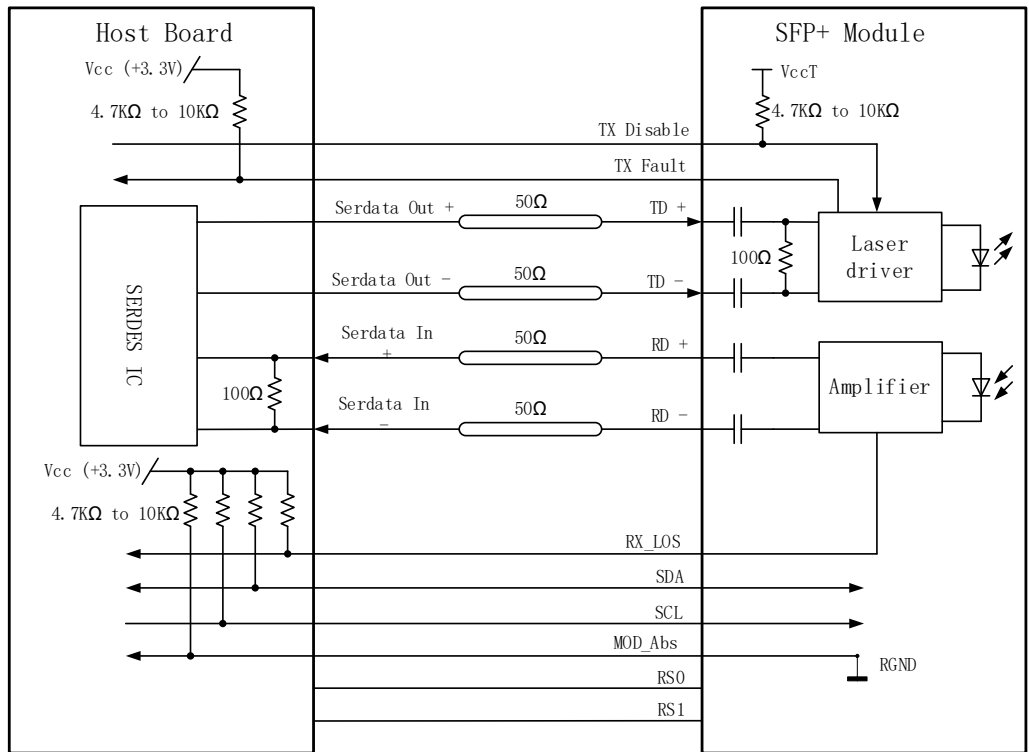 Host Board
SFP+ Module
Vcc (+3.3V)
4.7KΩ to 10KΩ
VccT
4.7KΩ to 10KΩ
TX Disable
TX Fault
Serdata Out +
50Ω
TD +
Serdata Out -
50Ω
TD -
100Ω
Laser
driver
SERDES IC
Serdata In
+
50Ω
RD +
Serdata In
-
50Ω
RD -
100Ω
Amplifier
Vcc (+3.3V)
4.7KΩ to 10KΩ
RX_LOS
SDA
SCL
MOD_Abs
RGND
RS0
RS1